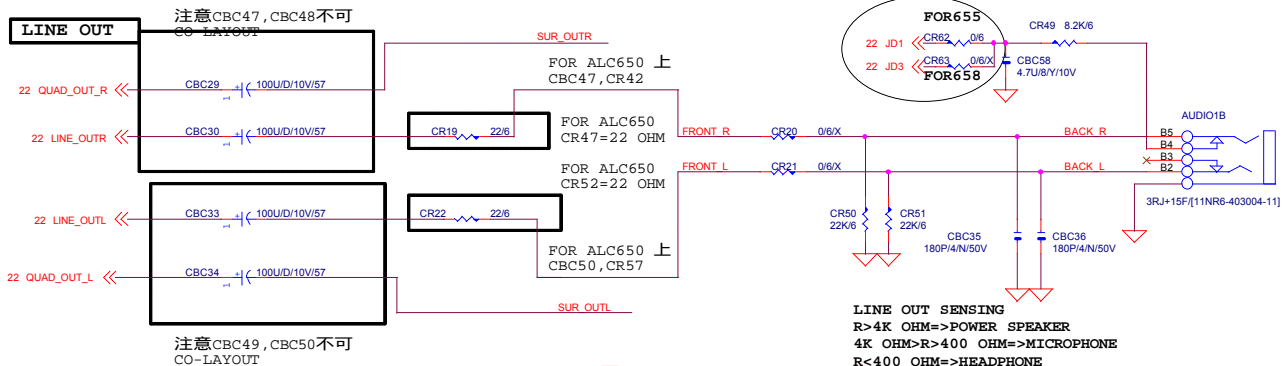 注意CBC47,CBC48不可
CO-LAYOUT
LINE OUT
SUR_OUTR
FOR ALC650 上
CBC47,CR42
22 QUAD_OUT_R
CBC29
100U/D/10V/57
1
22 LINE_OUTR
CBC30
100U/D/10V/57
1
CR19
22/6
FOR ALC650
CR47=22 OHM
FOR ALC650
CR52=22 OHM
22 LINE_OUTL
CBC33
100U/D/10V/57
1
CR22
22/6
FOR ALC650 上
CBC50,CR57
22 QUAD_OUT_L
CBC34
100U/D/10V/57
1
SUR_OUTL
注意CBC49,CBC50不可
CO-LAYOUT
FOR655
22 JD1
CR62
0/6
22 JD3
CR63
0/6/X
FOR658
CR49 8.2K/6
CBC58
4.7U/8/Y/10V
FRONT_R
CR20
0/6/X
BACK_R
FRONT_L
CR21
0/6/X
BACK_L
CR50
22K/6
CR51
22K/6
CBC35
180P/4/N/50V
CBC36
180P/4/N/50V
AUDIO1B
B5
B4
B3
B2
3RJ+15F/[11NR6-403004-11]
LINE OUT SENSING
R>4K OHM=>POWER SPEAKER
4K OHM>R>400 OHM=>MICROPHONE
R<400 OHM=>HEADPHONE